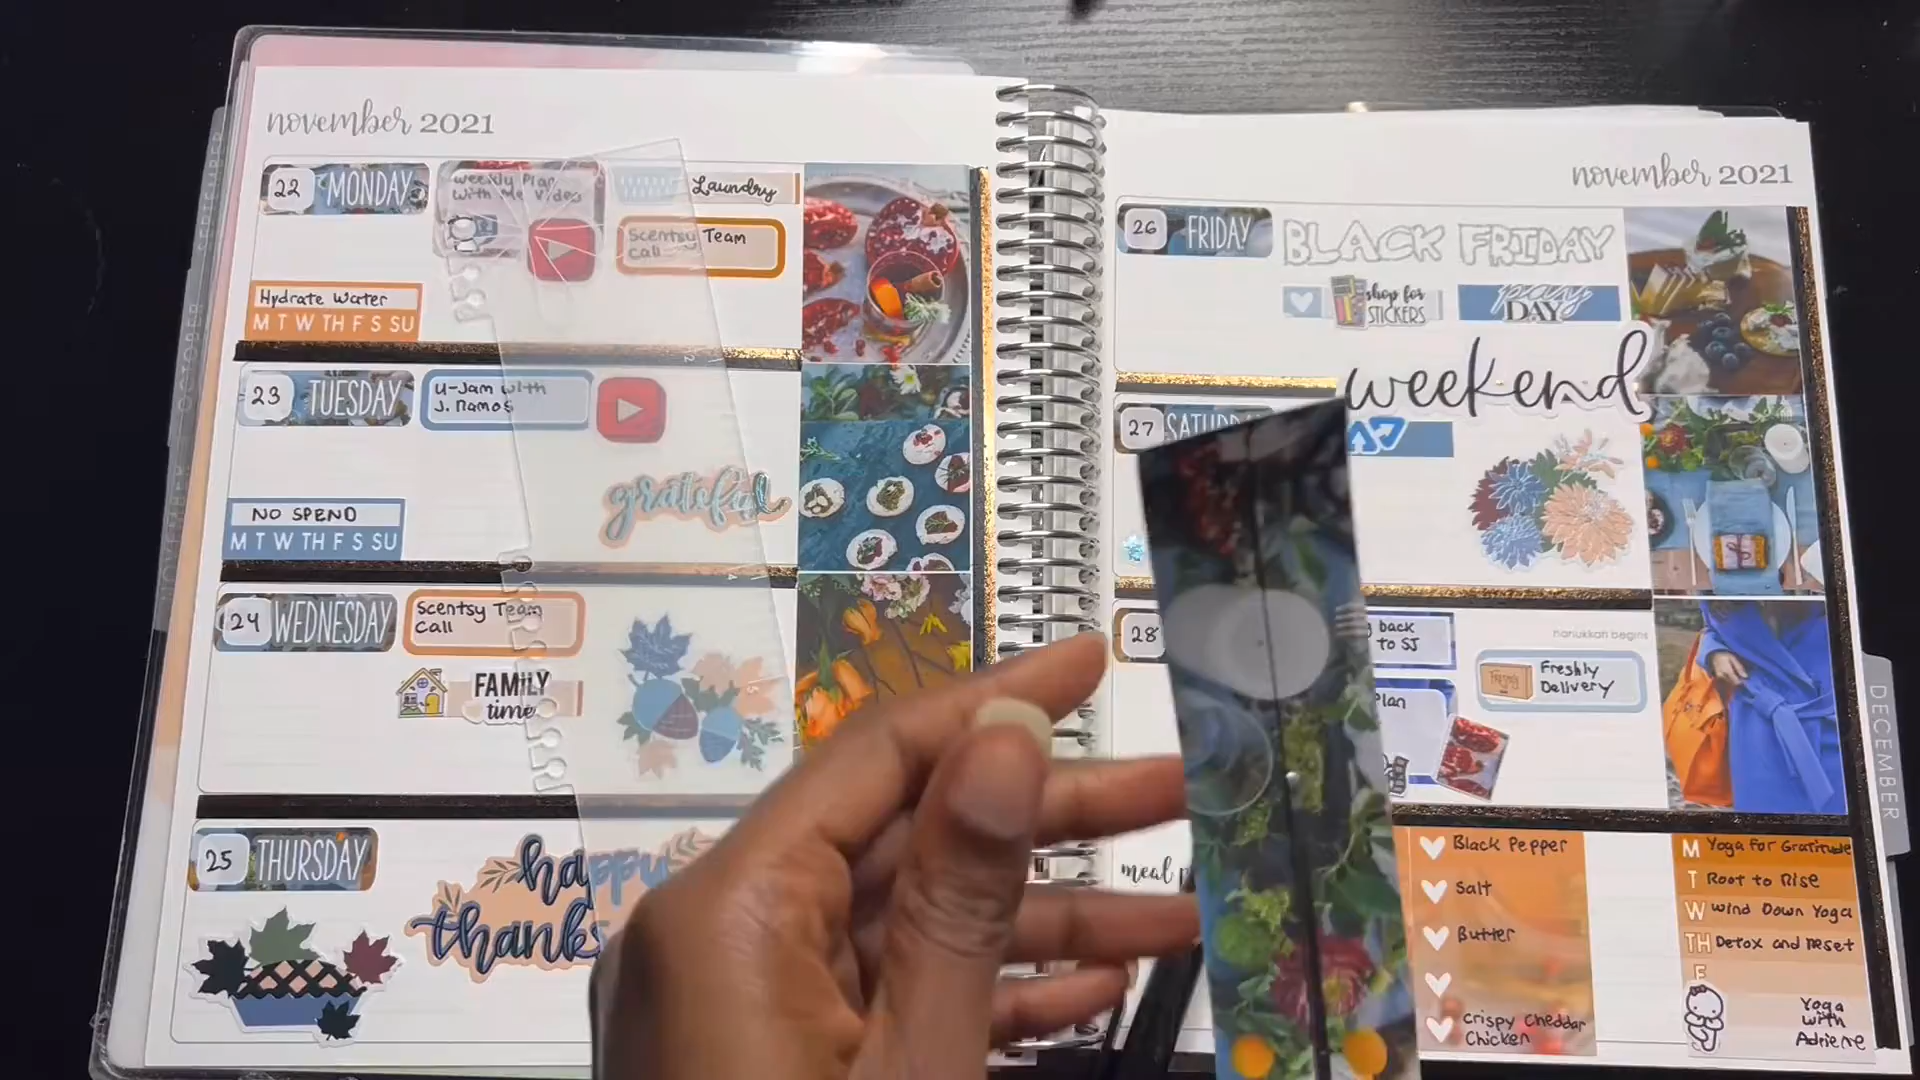 november 2021
22 MONDAY
Weekly Plan
With Me Video
Laundry
Scentsy Team
Call
Hydrate Water
M T W TH F S SU
23 TUESDAY
U-Jam with
J. Ramos
grateful
NO SPEND
M T W TH F S SU
24 WEDNESDAY
Scentsy Team
Call
FAMILY
time
25 THURSDAY
happy
thanks
november 2021
26 FRIDAY
BLACK FRIDAY
shop for
STICKERS
pay
DAY
weekend
27 SATURDAY
28
back
to SJ
hanukkah begins
Freshly
Delivery
Plan
meal
Black Pepper
Salt
Butter
Crispy Cheddar
Chicken
M Yoga For Gratitude
T Root to Rise
W Wind Down Yoga
TH Detox and Reset
F
Yoga
with
Adriene
OCTOBER
NOVEMBER
DECEMBER